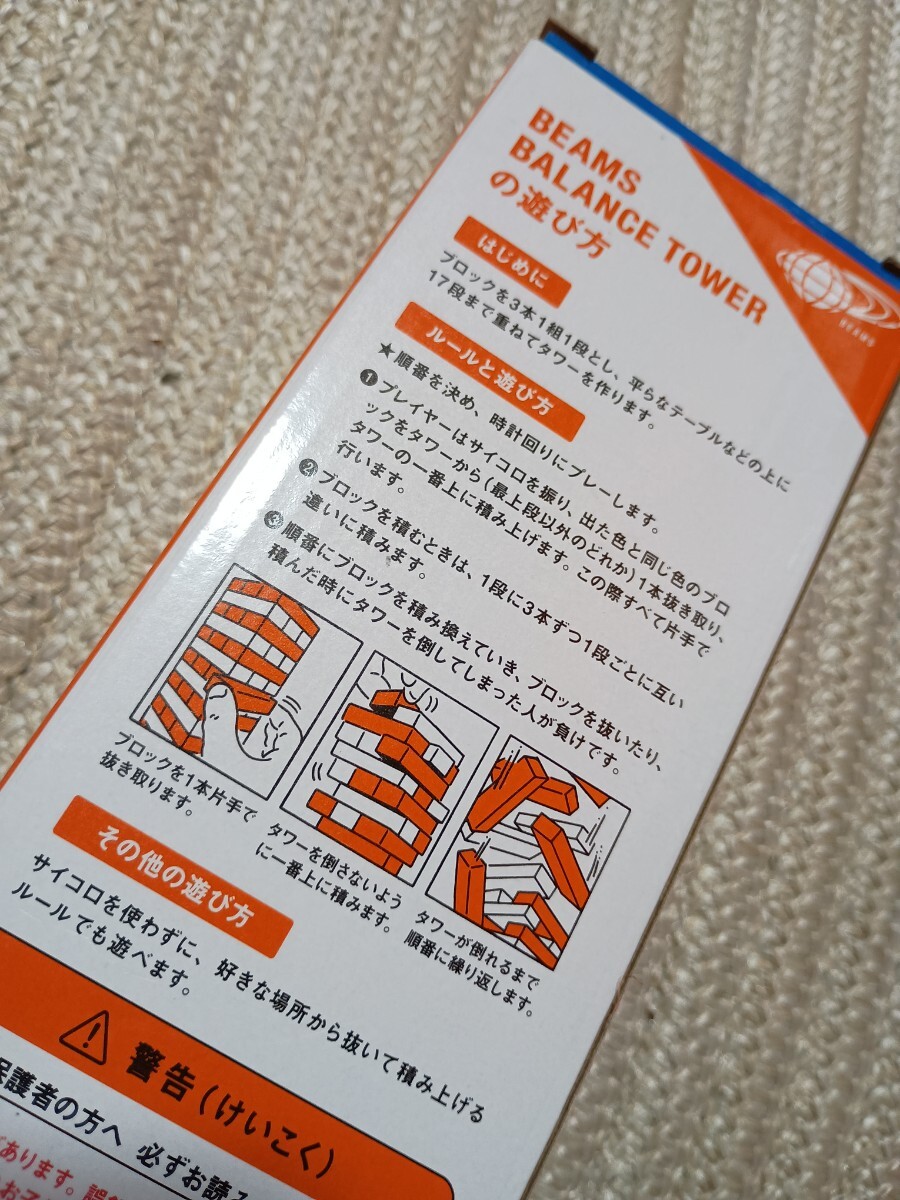 BEAMS
BALANCE TOWER
の遊び方
BEAMS
はじめに
ブロックを3本1組1段とし、平らなテーブルなどの上に
17段まで重ねてタワーを作ります。
ルールと遊び方
★順番を決め、時計回りにプレーします。
❶プレイヤーはサイコロを振り、出た色と同じ色のブロ
ックをタワーから(最上段以外のどれか)1本抜き取り、
タワーの一番上に積み上げます。この際すべて片手で
行います。
❷ブロックを積むときは、1段に3本ずつ1段ごとに互い
違いに積みます。
❸順番にブロックを積み換えていき、ブロックを抜いたり、
積んだ時にタワーを倒してしまった人が負けです。
ブロックを1本片手で
抜き取ります。
タワーを倒さないよう
に一番上に積みます。
タワーが倒れるまで
順番に繰り返します。
その他の遊び方
サイコロを使わずに、好きな場所から抜いて積み上げる
ルールでも遊べます。
警告(けいこく)
保護者の方へ 必ずお読み
あります。誤
お子